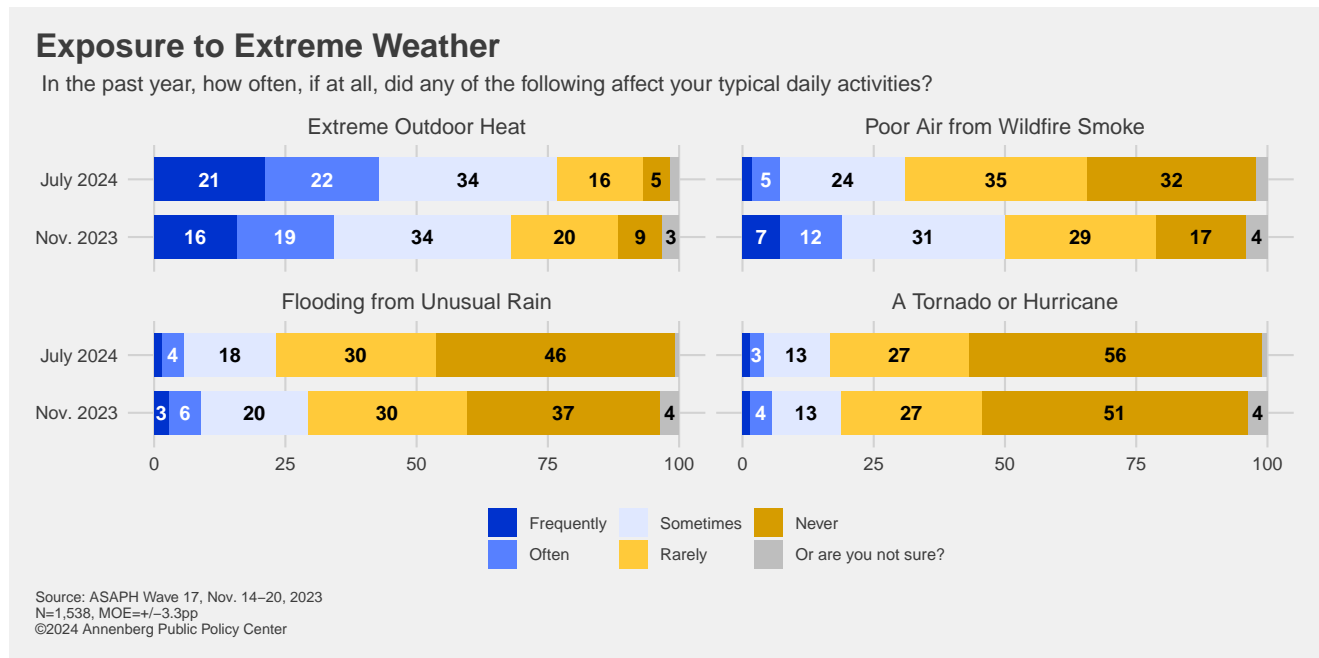 Exposure to Extreme Weather
In the past year, how often, if at all, did any of the following affect your typical daily activities?
Extreme Outdoor Heat
July 2024
21 22 34 16 5
Nov. 2023
16 19 34 20 9 3
Poor Air from Wildfire Smoke
5 24 35 32
7 12 31 29 17 4
Flooding from Unusual Rain
July 2024
4 18 30 46
Nov. 2023
3 6 20 30 37 4
0 25 50 75 100
A Tornado or Hurricane
3 13 27 56
4 13 27 51 4
0 25 50 75 100
Frequently Sometimes Never
Often Rarely Or are you not sure?
Source: ASAPH Wave 17, Nov. 14−20, 2023
N=1,538, MOE=+/−3.3pp
©2024 Annenberg Public Policy Center